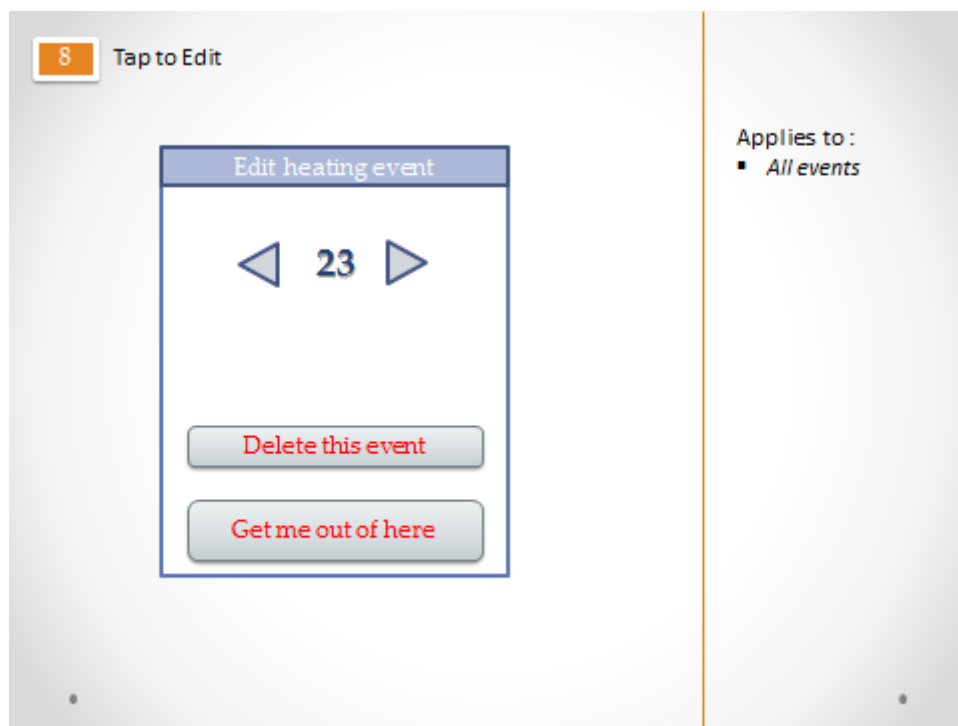 8
Tap to Edit
Edit heating event
23
Delete this event
Get me out of here
Applies to :
▪ All events